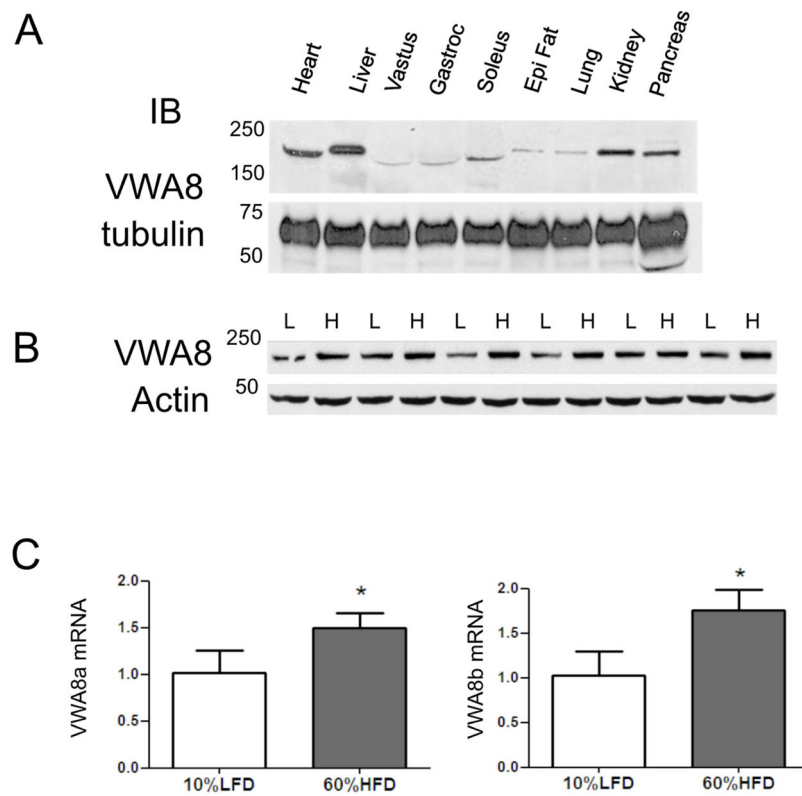 A
Heart Liver Vastus Gastroc Soleus Epi Fat Lung Kidney Pancreas
IB
250
150
VWA8
75
tubulin
50
L H L H L H L H L H L H
B
250
VWA8
50
Actin
C
VWA8a mRNA
2.0
1.5
1.0
0.5
0.0
*
10%LFD 60%HFD
VWA8b mRNA
2.0
1.5
1.0
0.5
0.0
*
10%LFD 60%HFD